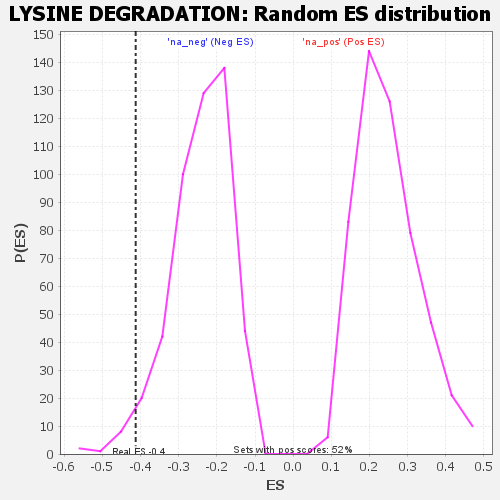 LYSINE DEGRADATION: Random ES distribution
'na_neg' (Neg ES)
'na_pos' (Pos ES)
150
140
130
120
110
100
90
80
70
60
50
40
30
20
10
0
P(ES)
Real ES -0.4
Sets with pos scores: 52%
-0.6 -0.5 -0.4 -0.3 -0.2 -0.1 0.0 0.1 0.2 0.3 0.4 0.5
ES